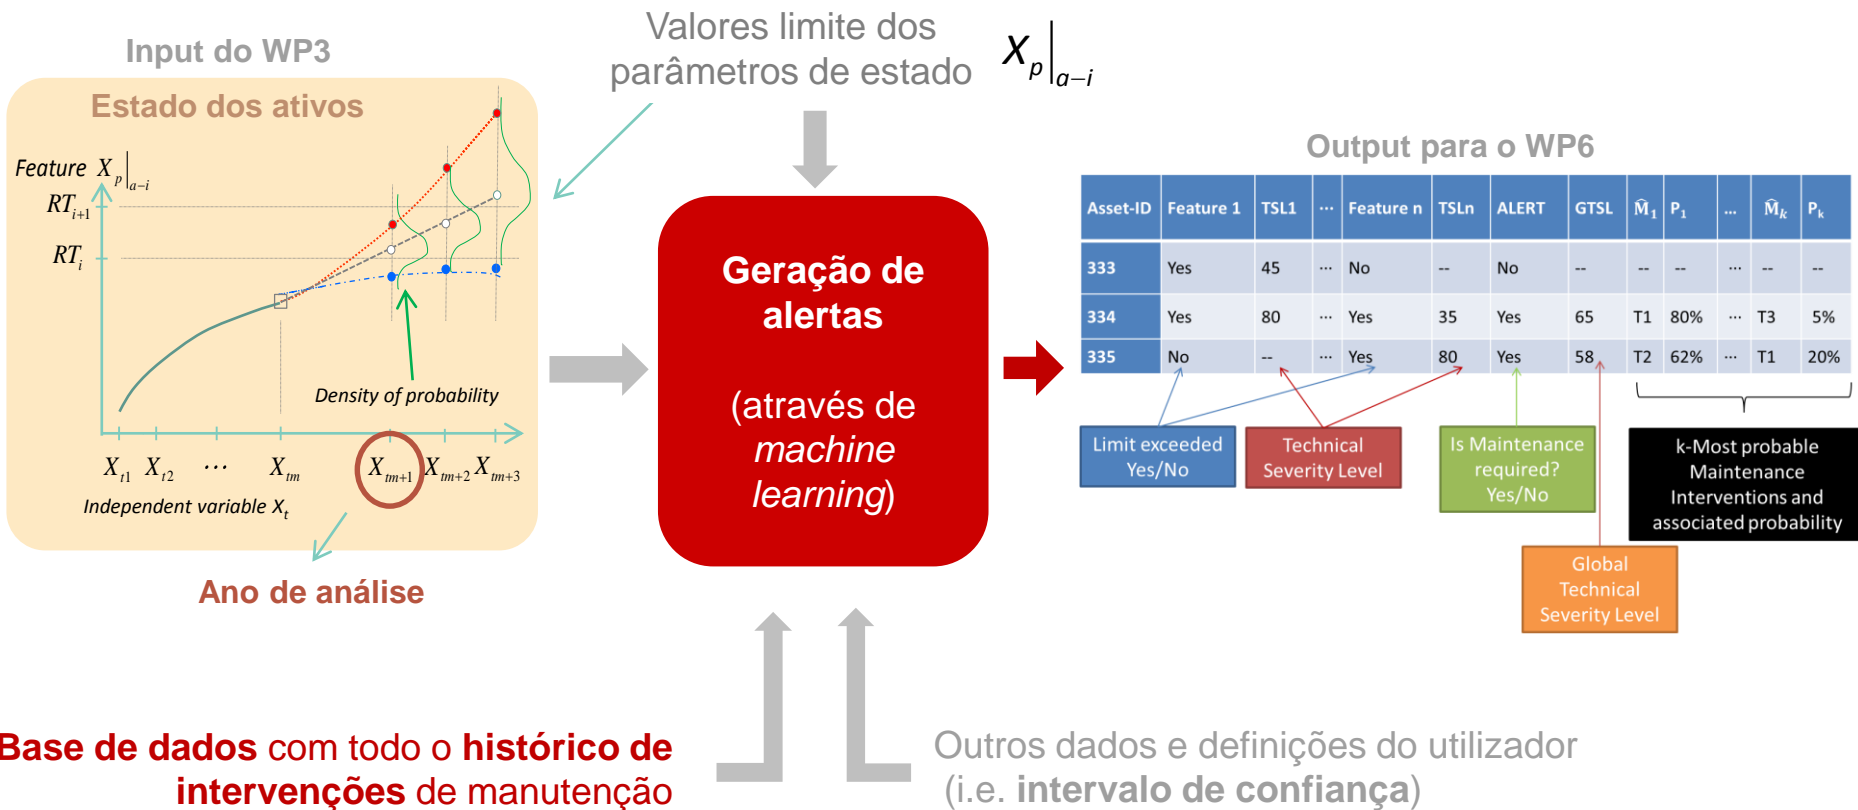 Input do WP3
Estado dos ativos
Feature X_p|a–i
RT_i+1
RT_i
Density of probability
X_t1 X_t2 ⋯ X_tm X_tm+1 X_tm+2 X_tm+3
Independent variable X_t
Ano de análise
Valores limite dos
parâmetros de estado X_p|a–i
Geração de
alertas
(através de
machine
learning)
Base de dados com todo o histórico de
intervenções de manutenção
Outros dados e definições do utilizador
(i.e. intervalo de confiança)
Output para o WP6
Asset-ID Feature 1 TSL1 ... Feature n TSLn ALERT GTSL M̂1 P1 ... M̂k Pk
333 Yes 45 ... No -- No -- -- -- ... -- --
334 Yes 80 ... Yes 35 Yes 65 T1 80% ... T3 5%
335 No -- ... Yes 80 Yes 58 T2 62% ... T1 20%
Limit exceeded
Yes/No
Technical
Severity Level
Is Maintenance
required?
Yes/No
k-Most probable
Maintenance
Interventions and
associated probability
Global
Technical
Severity Level